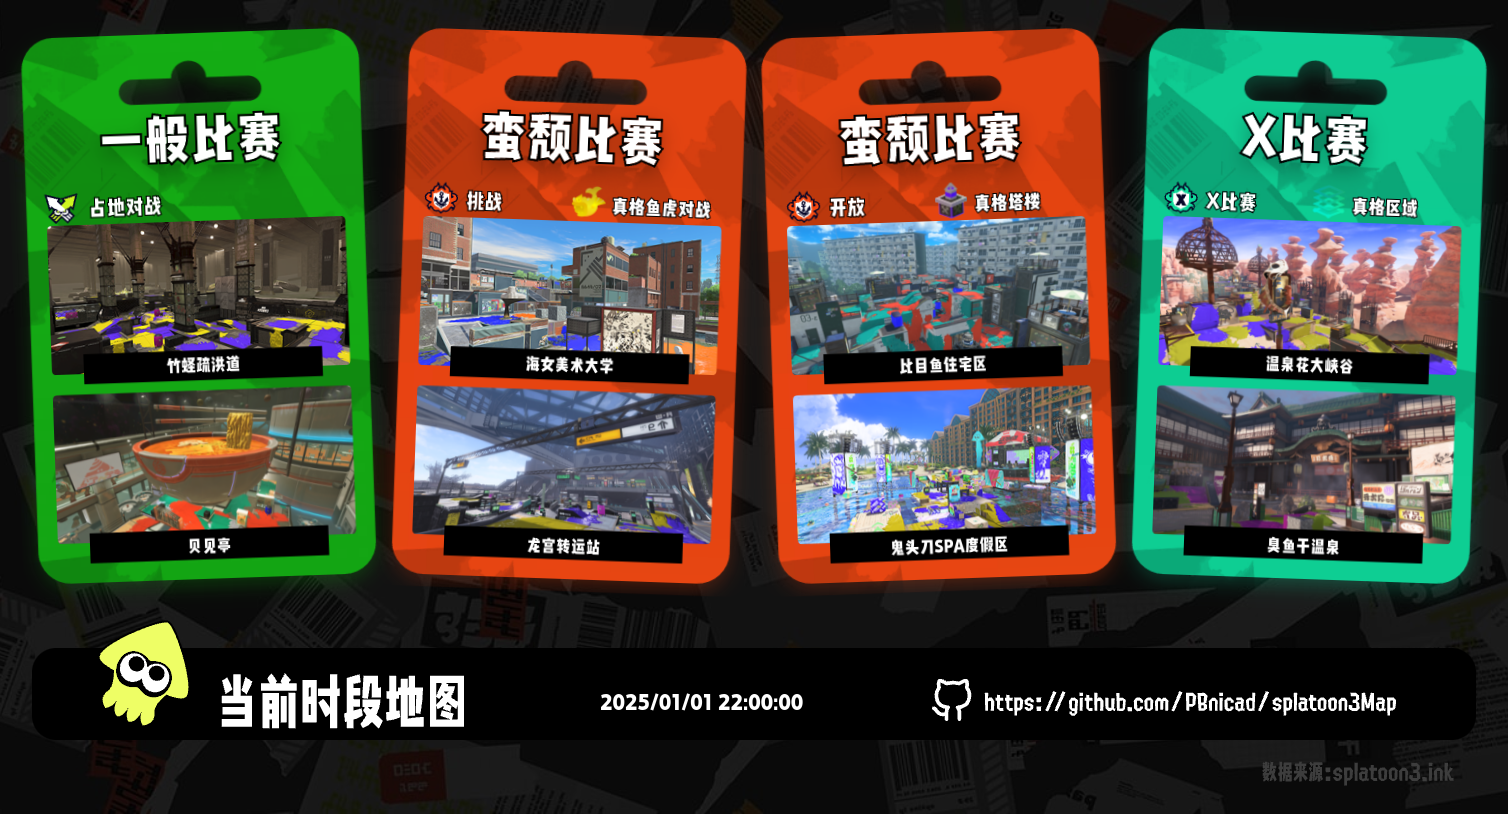 一般比赛
占地对战
竹蛏疏洪道
贝见亭
蛮颓比赛
挑战
真格鱼虎对战
海女美术大学
龙宫转运站
蛮颓比赛
开放
真格塔楼
比目鱼住宅区
鬼头刀SPA度假区
X比赛
X比赛
真格区域
温泉花大峡谷
臭鱼干温泉
当前时段地图
2025/01/01 22:00:00
https://github.com/PBnicad/splatoon3Map
数据来源:splatoon3.ink